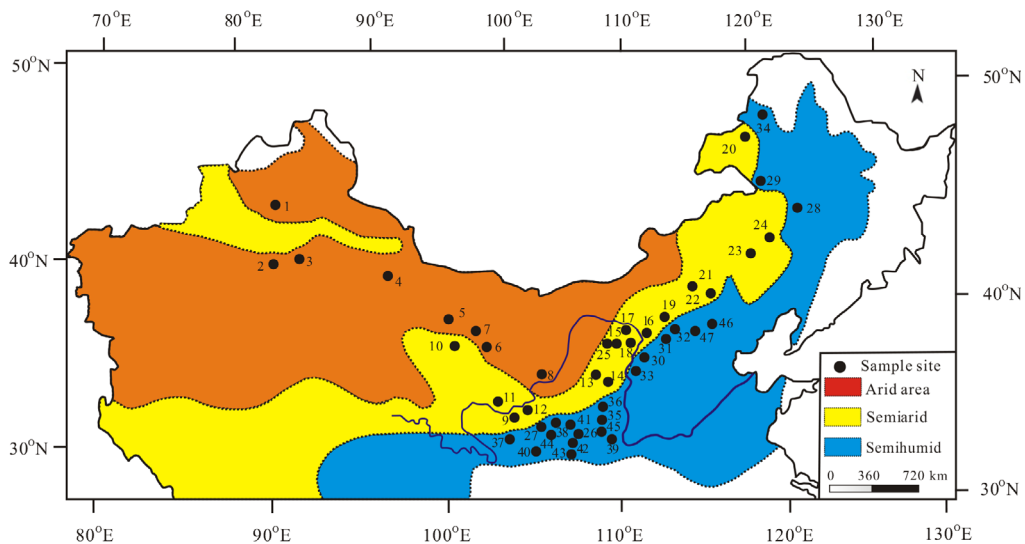 70°E 80°E 90°E 100°E 110°E 120°E 130°E
50°N 50°N
N
34
20
29
1 28
24
40°N 2 3 23
4 21
22 40°N
5 19 46
7 17 16
10 6 15 32 47
25 18 31
30
8 13 14 33
11 36
9 12 41 35
27 38 26 45
37 44 39
40 43 42
30°N 30°N
Sample site
Arid area
Semiarid
Semihumid
0 360 720 km
80°E 90°E 100°E 110°E 120°E 130°E